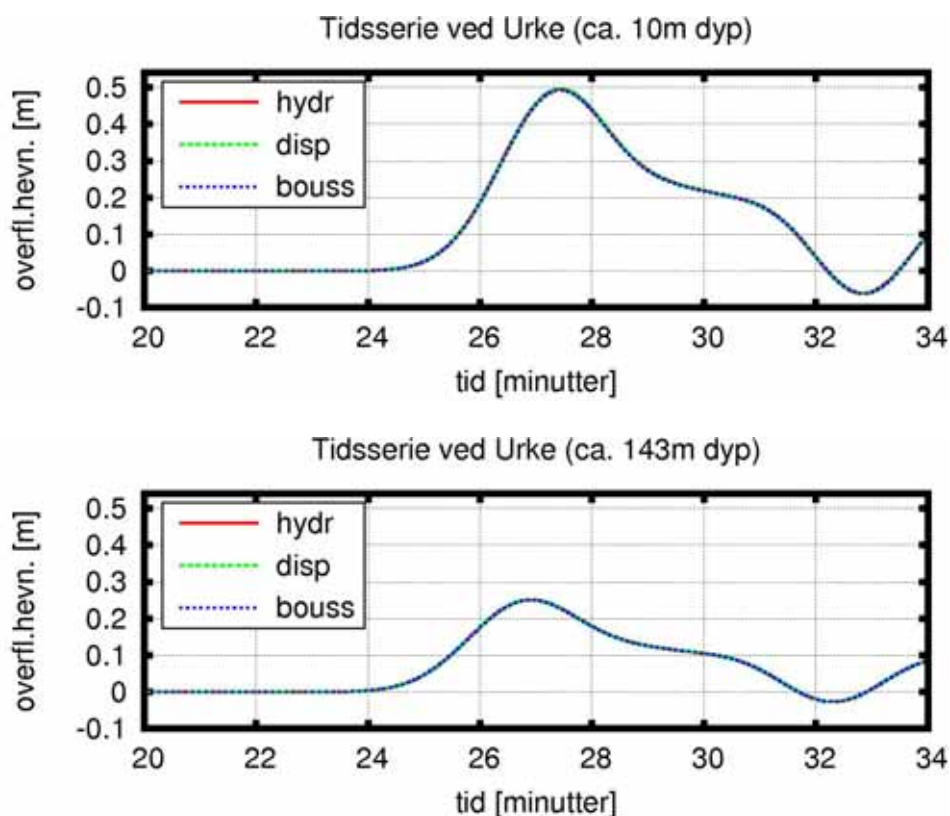 Tidsserie ved Urke (ca. 10m dyp)
overfl.hevn. [m]
0.5
0.4
0.3
0.2
0.1
0
-0.1
hydr
disp
bouss
20 22 24 26 28 30 32 34
tid [minutter]
Tidsserie ved Urke (ca. 143m dyp)
overfl.hevn. [m]
0.5
0.4
0.3
0.2
0.1
0
-0.1
hydr
disp
bouss
20 22 24 26 28 30 32 34
tid [minutter]